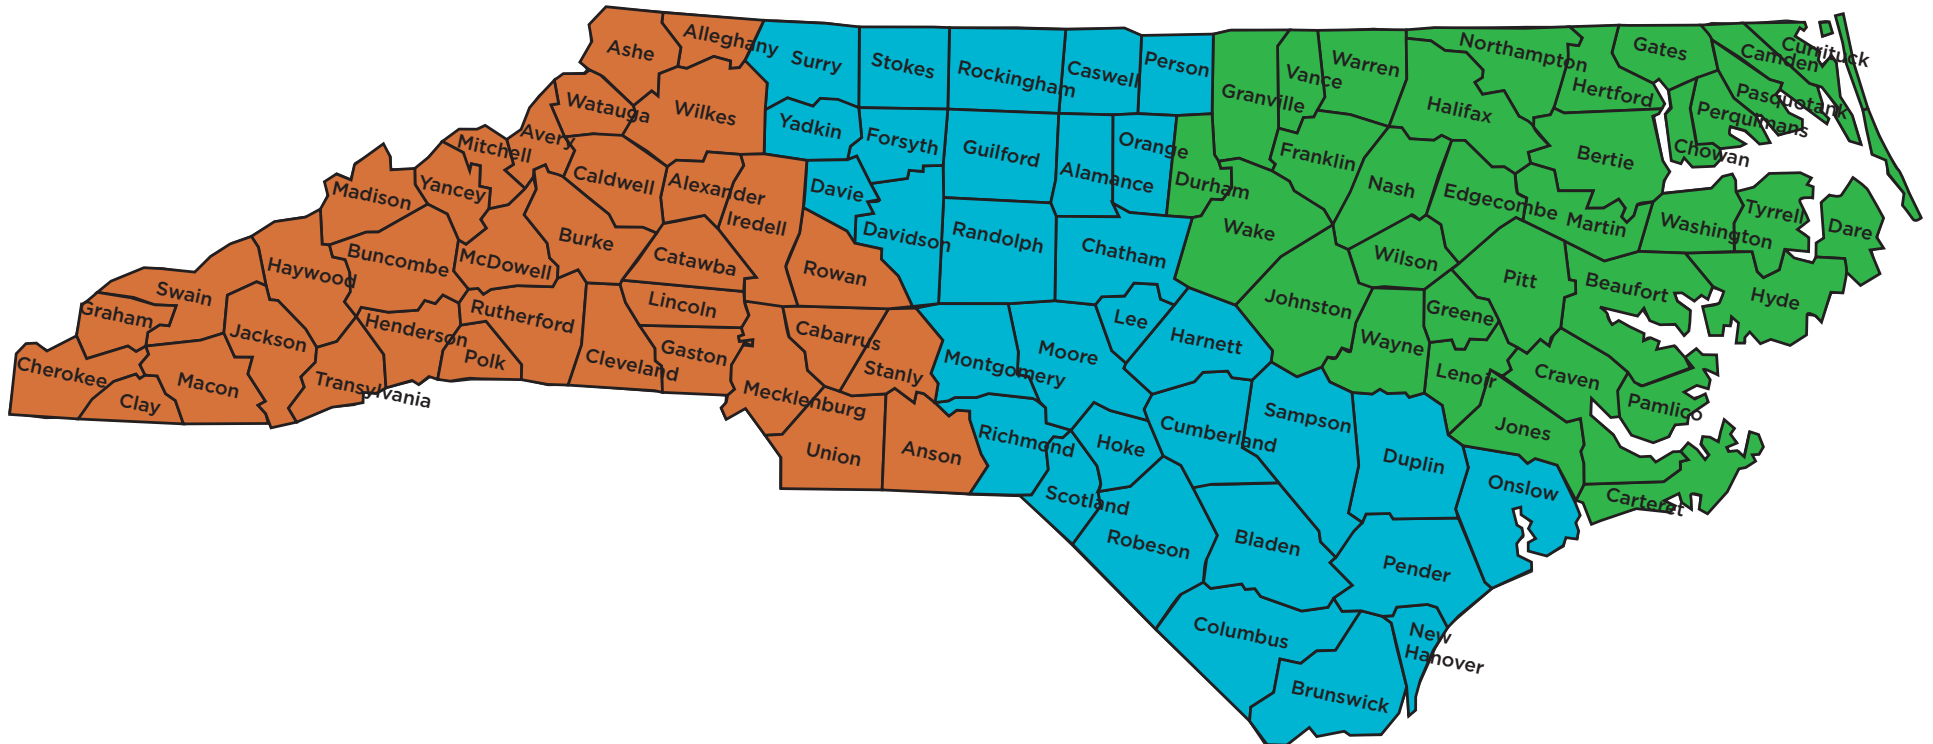 Ashe
Alleghany
Surry
Stokes
Rockingham
Caswell
Person
Granville
Vance
Warren
Northampton
Hertford
Gates
Camden
Currituck
Pasquotank
Perquimans
Chowan
Watauga
Wilkes
Yadkin
Forsyth
Guilford
Alamance
Orange
Durham
Franklin
Halifax
Nash
Edgecombe
Bertie
Martin
Washington
Tyrrell
Dare
Mitchell
Avery
Yancey
Madison
Caldwell
Alexander
Iredell
Davie
Davidson
Randolph
Chatham
Wake
Wilson
Pitt
Beaufort
Hyde
Haywood
Buncombe
McDowell
Burke
Catawba
Rowan
Lincoln
Swain
Graham
Jackson
Henderson
Rutherford
Polk
Cleveland
Gaston
Cabarrus
Stanly
Montgomery
Moore
Lee
Harnett
Johnston
Wayne
Greene
Lenoir
Craven
Pamlico
Jones
Cherokee
Clay
Macon
Transylvania
Mecklenburg
Union
Anson
Richmond
Hoke
Scotland
Cumberland
Sampson
Duplin
Onslow
Carteret
Robeson
Bladen
Pender
Columbus
New
Hanover
Brunswick